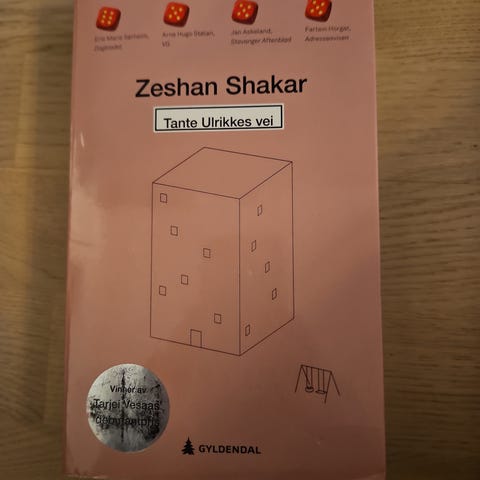 Erle Marie Sørheim,
Dagbladet
Arne Hugo Stølan,
VG
Jan Askeland,
Stavanger Aftenblad
Fartein Horgar,
Adresseavisen
Zeshan Shakar
Tante Ulrikkes vei
Vinner av
Tarjei Vesaas'
debutantpris
GYLDENDAL